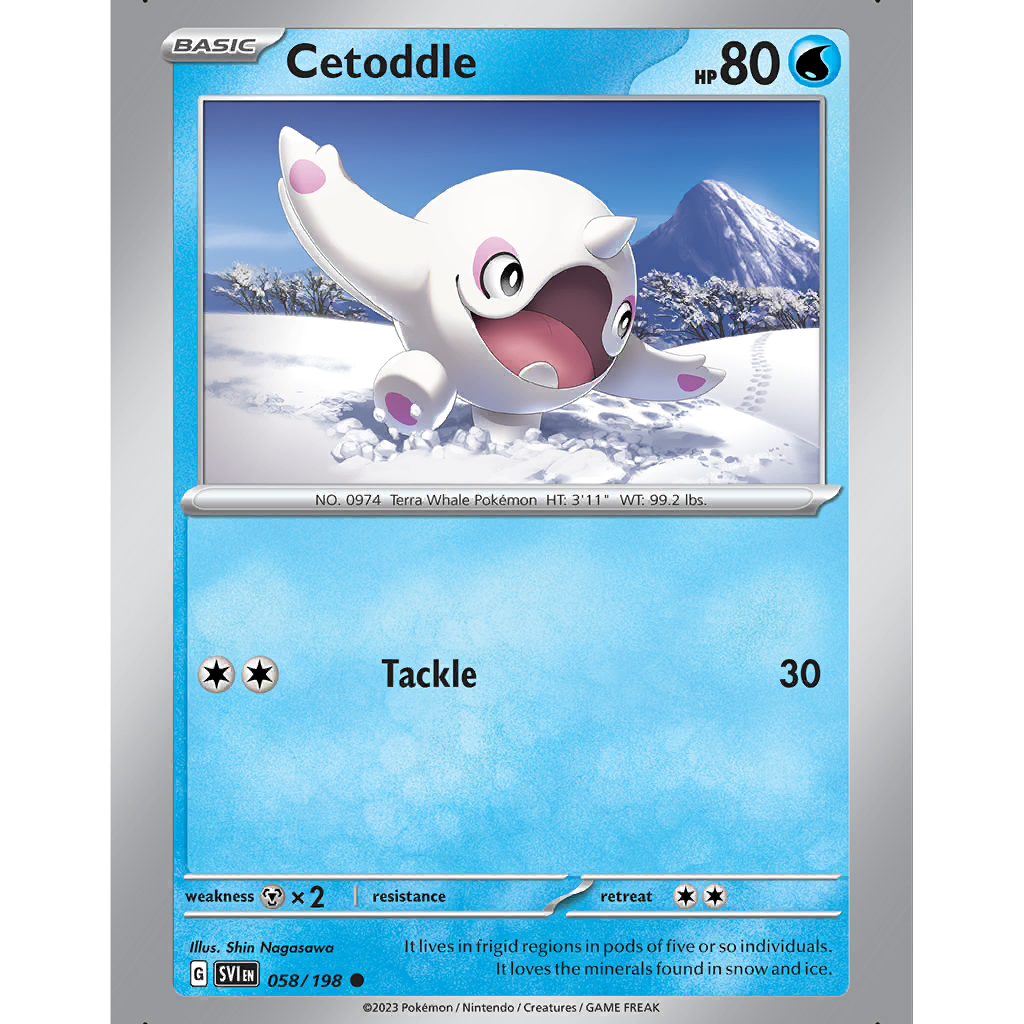 BASIC
Cetoddle
HP 80
NO. 0974 Terra Whale Pokémon HT: 3'11" WT: 99.2 lbs.
Tackle 30
weakness ×2 resistance retreat
Illus. Shin Nagasawa
It lives in frigid regions in pods of five or so individuals.
It loves the minerals found in snow and ice.
G SVI EN 058/198
©2023 Pokémon / Nintendo / Creatures / GAME FREAK